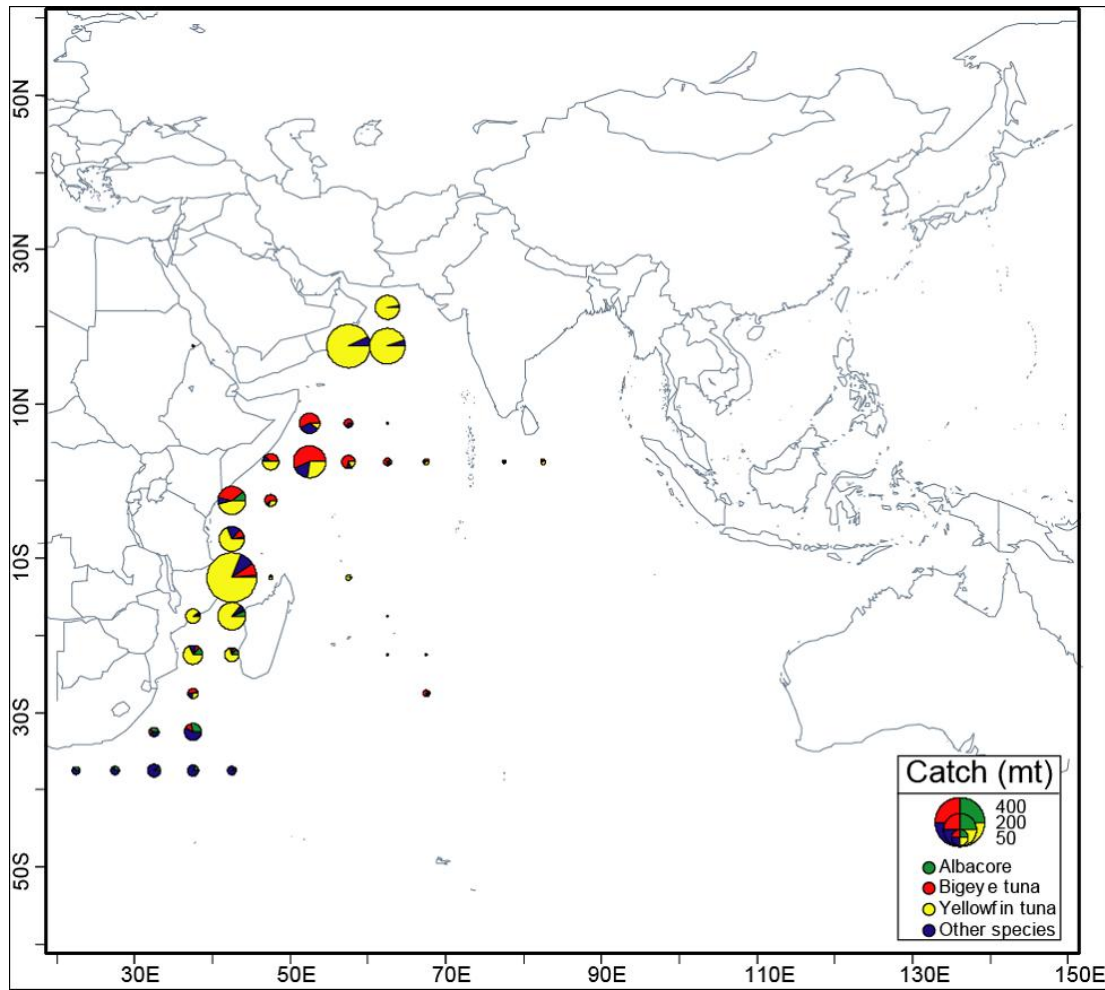 50N
30N
10N
10S
30S
50S
30E
50E
70E
90E
110E
130E
150E
Catch (mt)
400
200
50
Albacore
Bigeye tuna
Yellowfin tuna
Other species